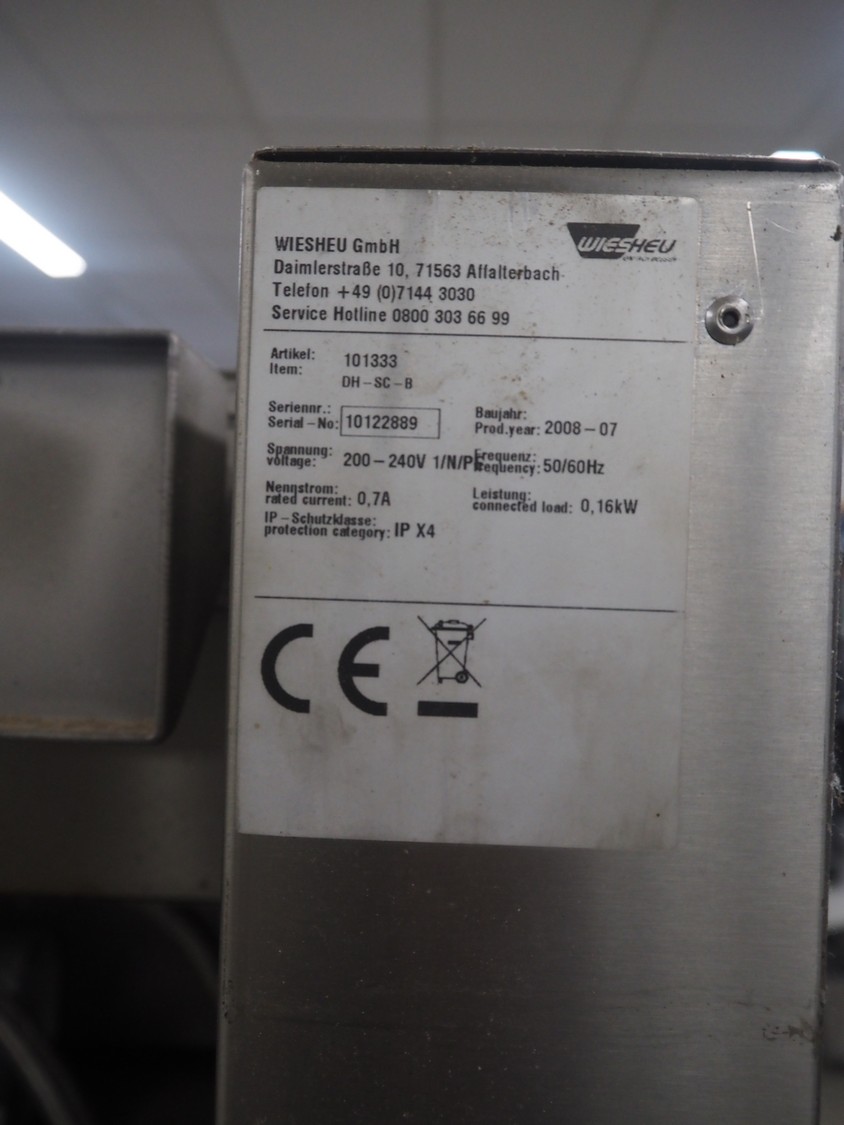 WIESHEU GmbH
WIESHEU
Daimlerstraße 10, 71563 Affalterbach
Telefon +49 (0)7144 3030
Service Hotline 0800 303 66 99
Artikel: 
Item: 101333
DH-SC-B
Seriennr.:
Serial-No: 10122889
Baujahr:
Prod.year: 2008-07
Spannung:
voltage: 200-240V 1/N/PE
Frequenz:
frequency: 50/60Hz
Nennstrom:
rated current: 0,7A
Leistung:
connected load: 0,16kW
IP-Schutzklasse:
protection category: IP X4
CE